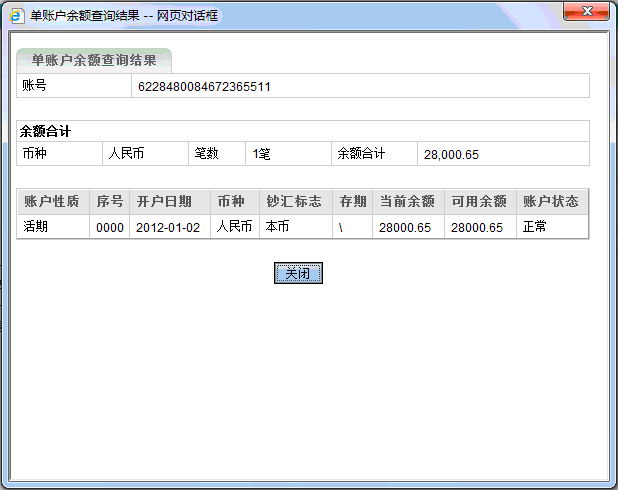 单账户余额查询结果 -- 网页对话框
单账户余额查询结果
账号 6228480084672365511
余额合计
币种 人民币 笔数 1笔 余额合计 28,000.65
账户性质 序号 开户日期 币种 钞汇标志 存期 当前余额 可用余额 账户状态
活期 0000 2012-01-02 人民币 本币 \ 28000.65 28000.65 正常
关闭